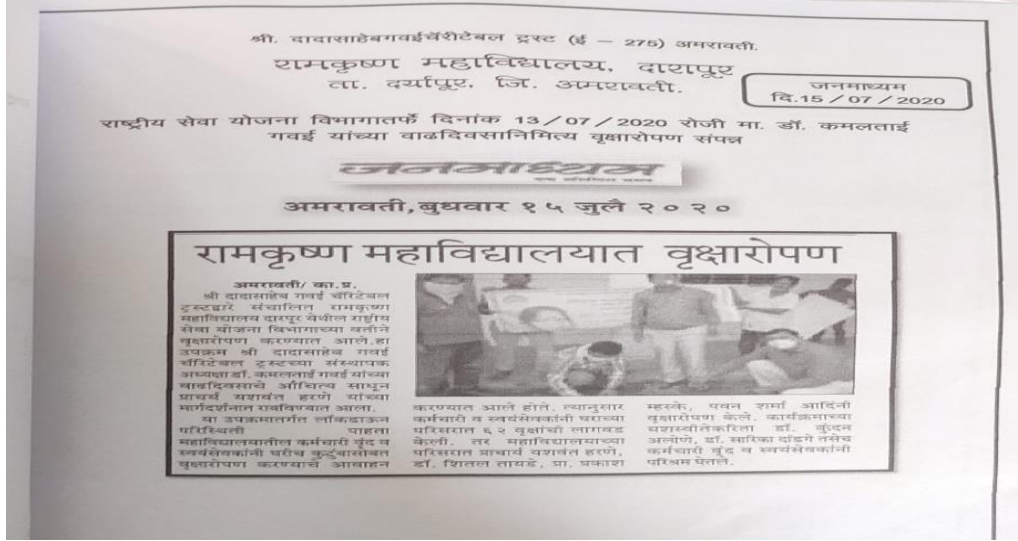 श्री. दादासाहेबगवईचॅरीटेबल ट्रस्ट (ई – 275) अमरावती.
रामकृष्ण महाविद्यालय, दारापूर
ता. दर्यापूर, जि. अमरावती.
जनमाध्यम
दि.15/07/2020
राष्ट्रीय सेवा योजना विभागातर्फे दिनांक 13/07/2020 रोजी मा. डॉ. कमलताई
गवई यांच्या वाढदिवसानिमित्य वृक्षारोपण संपन्न
जनमाध्यम
अमरावती,बुधवार १५ जुलै २०२०
रामकृष्ण महाविद्यालयात वृक्षारोपण
अमरावती/ का.प्र.
श्री दादासाहेब गवई चॅरिटेबल
ट्रस्टद्वारे संचालित रामकृष्ण
महाविद्यालय दारपूर येथील राष्ट्रीय
सेवा योजना विभागाच्या वतीने
वृक्षारोपण करण्यात आले.हा
उपक्रम श्री दादासाहेब गवई
चॅरिटेबल ट्रस्टच्या संस्थापक
अध्यक्षा डॉ. कमलताई गवई यांच्या
वाढदिवसाचे औचित्य साधून
प्राचार्य यशवंत हरणे यांच्या
मार्गदर्शनात राबविण्यात आला.
या उपक्रमातर्गत लॉकडाऊन
परिस्थिती पाहता
महाविद्यालयातील कर्मचारी वृंद व
स्वयंसेवकांनी घरीच कुटुंबासोबत
वृक्षारोपण करण्याचे आवाहन
करण्यात आले होते. त्यानुसार
कर्मचारी व स्वयंसेवकांनी घराच्या
परिसरात ६२ वृक्षांची लागवड
केली. तर महाविद्यालयाच्या
परिसरात प्राचार्य यशवंत हरणे,
डॉ. शितल तायडे, प्रा. प्रकाश
म्हस्के, पवन शर्मा आदिंनी
वृक्षारोपण केले. कार्यक्रमाच्या
यशस्वीतेकरिता डॉ. कुंदन
अलोणे, डॉ. सारिका दांडगे तसेच
कर्मचारी वृंद व स्वयंसेवकांनी
परिश्रम घेतले.